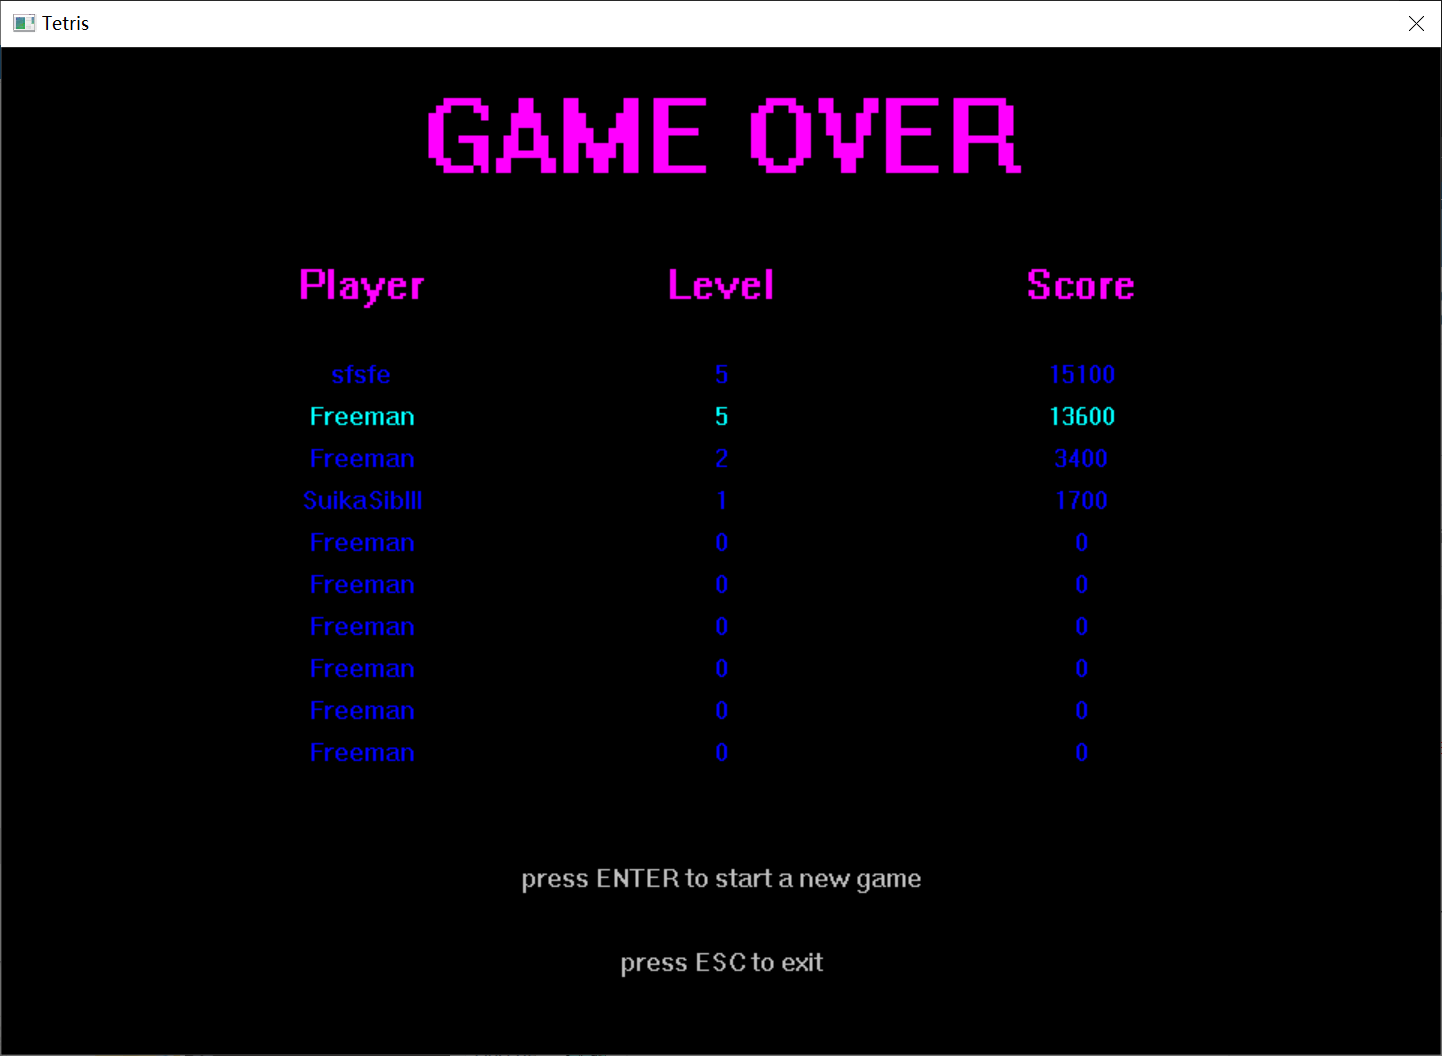 Tetris
GAME OVER
Player Level Score
sfsfe 5 15100
Freeman 5 13600
Freeman 2 3400
SuikaSibIII 1 1700
Freeman 0 0
Freeman 0 0
Freeman 0 0
Freeman 0 0
Freeman 0 0
Freeman 0 0
press ENTER to start a new game
press ESC to exit